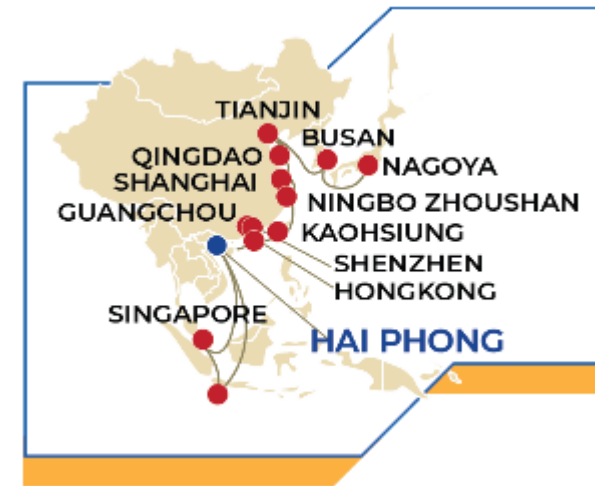 TIANJIN
BUSAN
QINGDAO
NAGOYA
SHANGHAI
NINGBO ZHOUSHAN
GUANGCHOU
KAOHSIUNG
SHENZHEN
HONGKONG
SINGAPORE
HAI PHONG